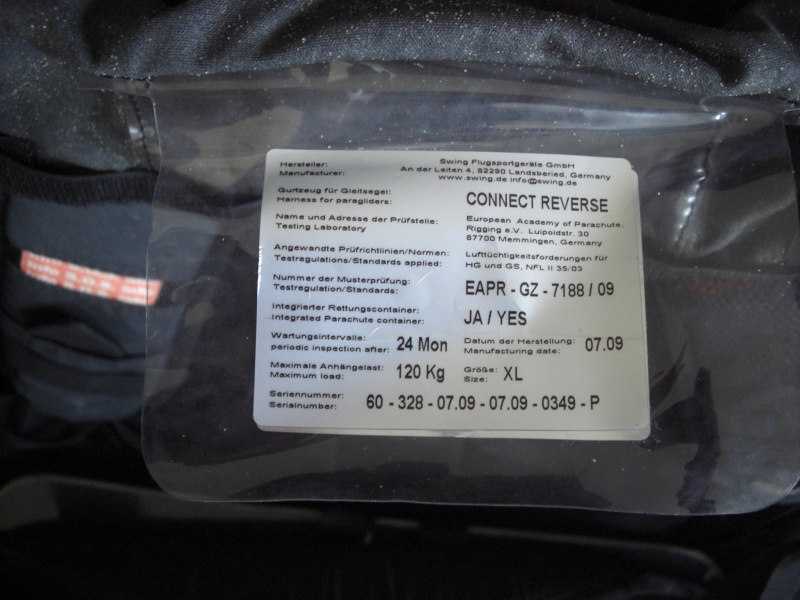 Hersteller: Swing Flugsportgeräte GmbH
Manufacturer: An der Leiten 4, 82290 Landsberied, Germany
www.swing.de info@swing.de
Gurtzeug für Gleitsegel: CONNECT REVERSE
Harness for paragliders:
Name und Adresse der Prüfstelle: European Academy of Parachute.
Testing Laboratory Rigging e.V. Luipoldstr. 30
87700 Memmingen, Germany
Angewandte Prüfrichtlinien/Normen: Lufttüchtigkeitsforderungen für
Testregulations/Standards applied: HG und GS, NFL II 35/03
Nummer der Musterprüfung: EAPR - GZ - 7188 / 09
Testregulation/Standards:
Integrierter Rettungscontainer: JA / YES
Integrated Parachute container:
Wartungsintervalle: 24 Mon Datum der Herstellung: 07.09
periodic inspection after: Manufacturing date:
Maximale Anhängelast: 120 Kg Größe: XL
Maximum load: Size:
Seriennummer: 60 - 328 - 07.09 - 07.09 - 0349 - P
Serialnumber: